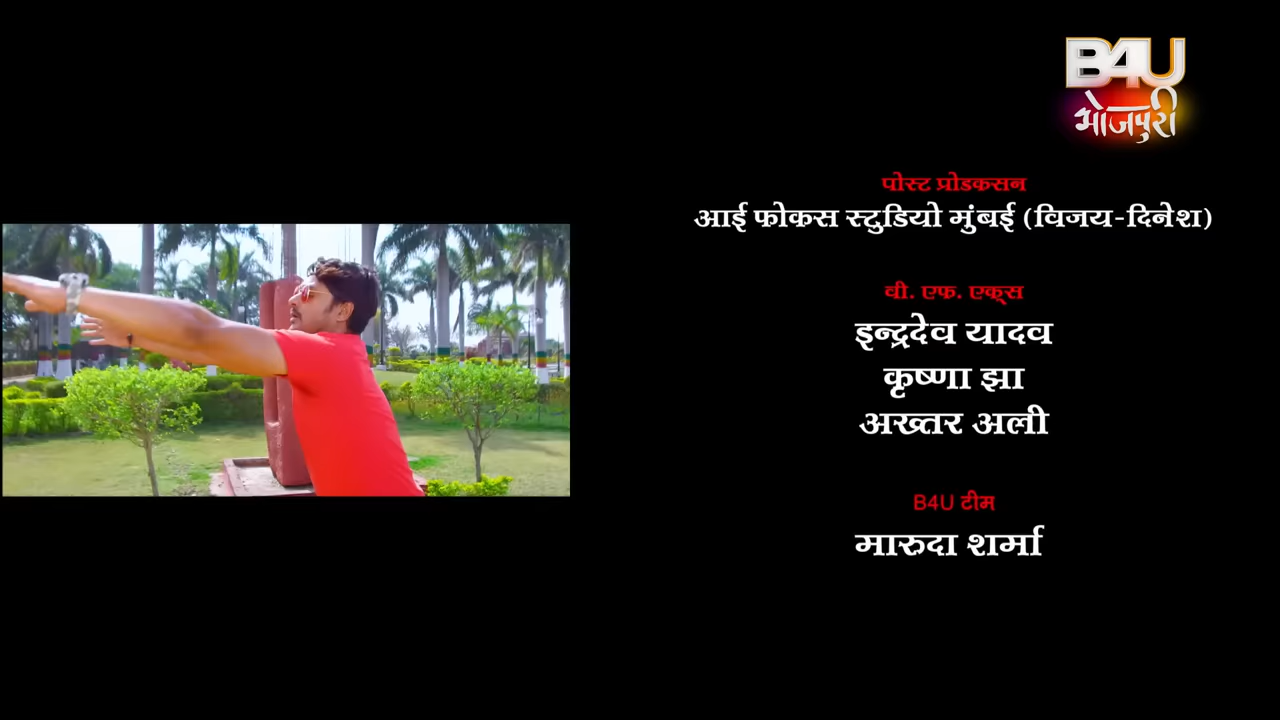 B4U
भोजपुरी
पोस्ट प्रोडकसन
आई फोकस स्टुडियो मुंबई (विजय-दिनेश)
वी. एफ. एक्स
इन्द्रदेव यादव
कृष्णा झा
अख्तर अली
B4U टीम
मारुदा शर्मा